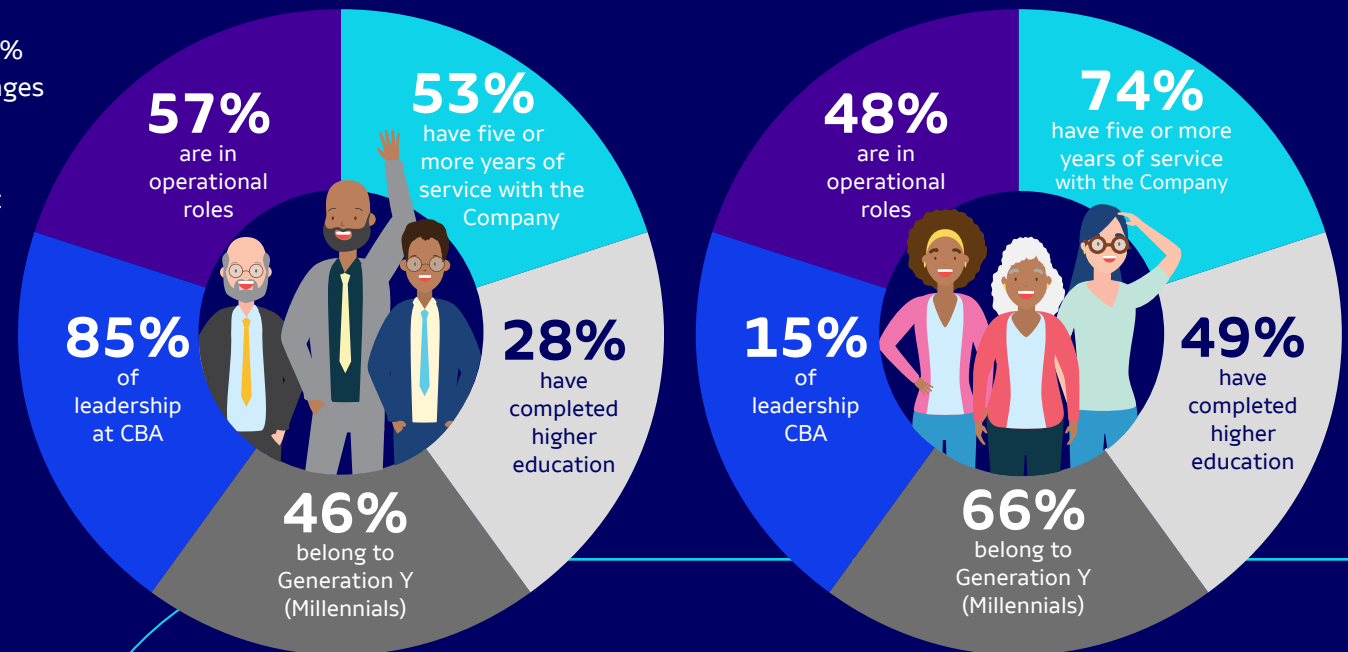 %
57%
are in
operational
roles
53%
have five or
more years of
service with the
Company
85%
of
leadership
at CBA
28%
have
completed
higher
education
46%
belong to
Generation Y
(Millennials)
48%
are in
operational
roles
74%
have five or more
years of service
with the Company
15%
of
leadership
CBA
49%
have
completed
higher
education
66%
belong to
Generation Y
(Millennials)